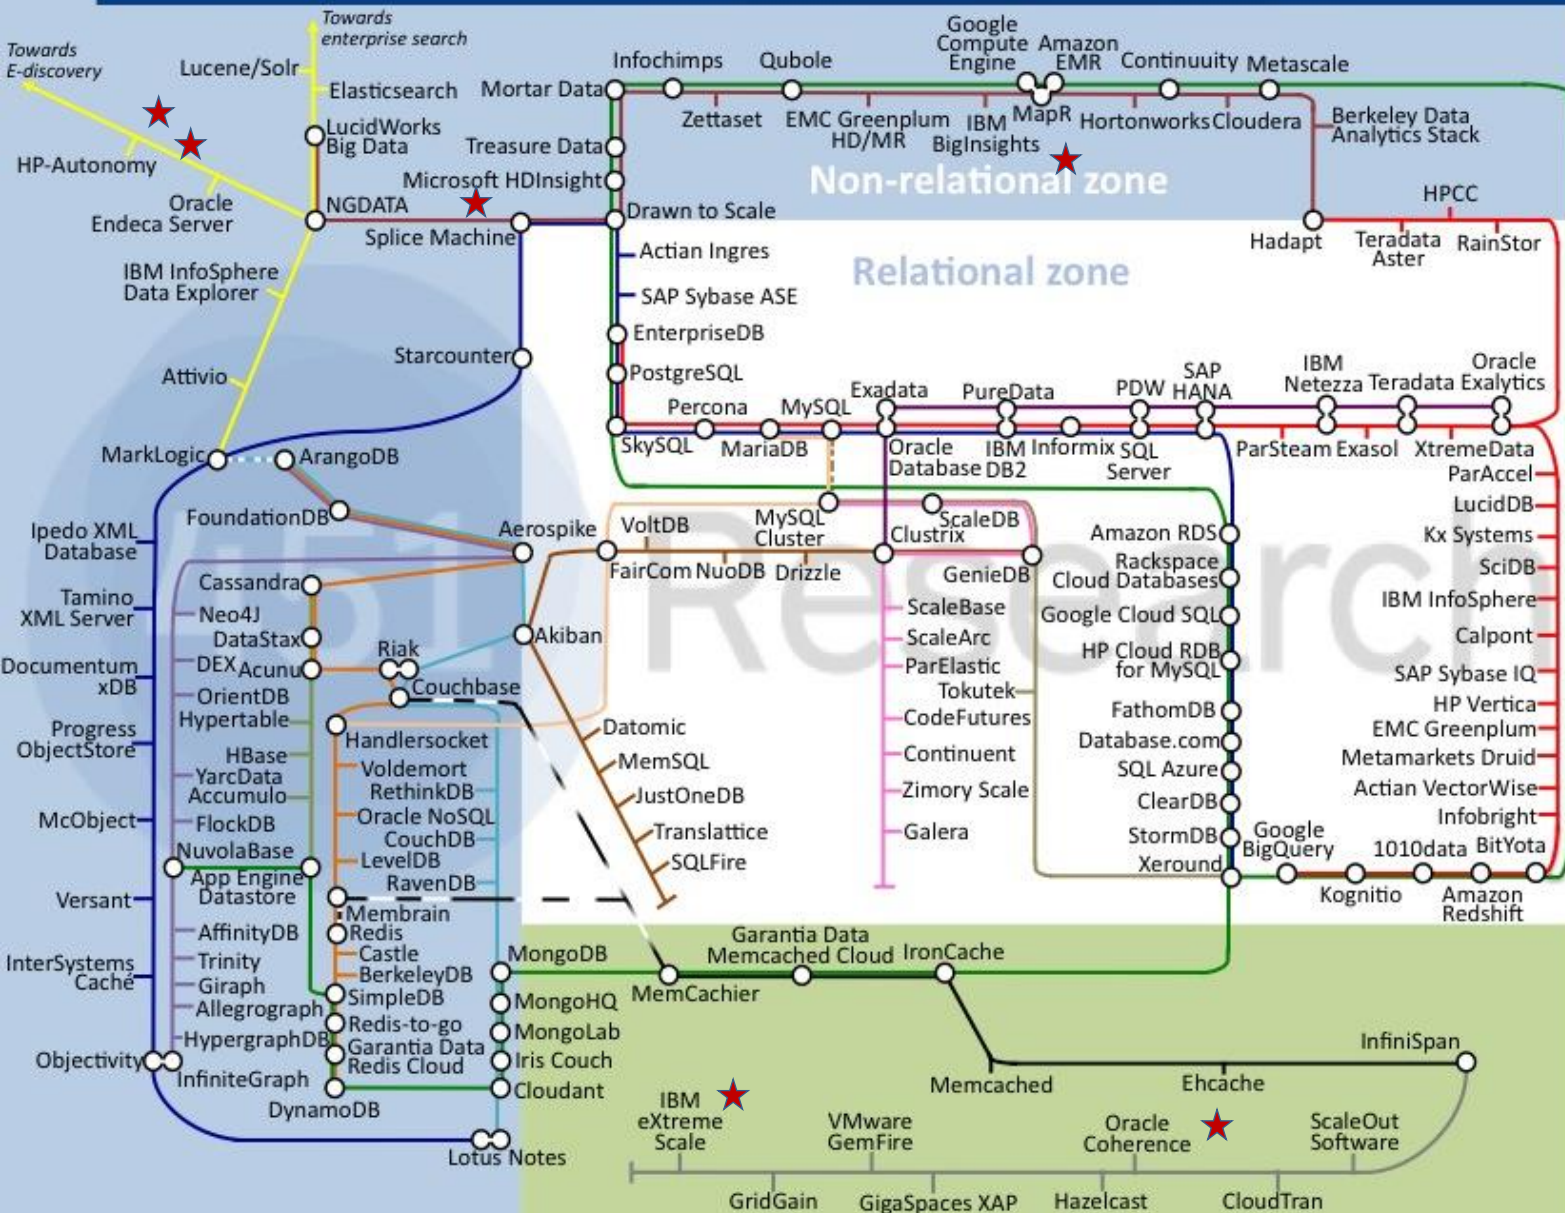 Towards
E-discovery
Towards
enterprise search
Lucene/Solr
Elasticsearch
LucidWorks
Big Data
HP-Autonomy
Oracle
Endeca Server
NGDATA
IBM InfoSphere
Data Explorer
Attivio
MarkLogic
ArangoDB
FoundationDB
Mortar Data
Infochimps
Qubole
Google
Compute
Engine
Amazon
EMR
Continuuity
Metascale
Zettaset
EMC Greenplum
HD/MR
IBM
BigInsights
MapR
Hortonworks
Cloudera
Berkeley Data
Analytics Stack
Treasure Data
Microsoft HDInsight
Non-relational zone
Drawn to Scale
Splice Machine
Starcounter
Actian Ingres
SAP Sybase ASE
EnterpriseDB
PostgreSQL
Relational zone
Hadapt
HPCC
Teradata
Aster
RainStor
SkySQL
Percona
MariaDB
MySQL
Exadata
Oracle
Database
PureData
IBM
DB2
Informix
PDW
SQL
Server
SAP
HANA
IBM
Netezza
Teradata
Oracle
Exalytics
ParSteam
Exasol
XtremeData
ParAccel
LucidDB
Kx Systems
SciDB
IBM InfoSphere
Calpont
SAP Sybase IQ
HP Vertica
EMC Greenplum
Metamarkets Druid
Actian VectorWise
Infobright
BitYota
451 Research
Aerospike
VoltDB
FairCom
NuoDB
Drizzle
MySQL
Cluster
ScaleDB
Clustrix
GenieDB
ScaleBase
ScaleArc
ParElastic
Tokutek
CodeFutures
Continuent
Zimory Scale
Galera
Amazon RDS
Rackspace
Cloud Databases
Google Cloud SQL
HP Cloud RDB
for MySQL
FathomDB
Database.com
SQL Azure
ClearDB
StormDB
Xeround
Google
BigQuery
Kognitio
1010data
Amazon
Redshift
Akiban
Datomic
MemSQL
JustOneDB
Translattice
SQLFire
Ipedo XML
Database
Tamino
XML Server
Documentum
xDB
Progress
ObjectStore
McObject
Versant
InterSystems
Caché
Objectivity
Cassandra
Neo4J
DataStax
DEX
Acunu
Riak
Couchbase
OrientDB
Hypertable
HBase
YarcData
Accumulo
FlockDB
NuvolaBase
App Engine
Datastore
AffinityDB
Trinity
Giraph
Allegrograph
HypergraphDB
InfiniteGraph
Handlersocket
Voldemort
RethinkDB
Oracle NoSQL
CouchDB
LevelDB
RavenDB
Membrain
Redis
Castle
BerkeleyDB
SimpleDB
Redis-to-go
Garantia Data
Redis Cloud
DynamoDB
MongoDB
MongoHQ
MongoLab
Iris Couch
Cloudant
Lotus Notes
MemCachier
Garantia Data
Memcached Cloud
IronCache
Memcached
Ehcache
InfiniSpan
IBM
eXtreme
Scale
VMware
GemFire
Oracle
Coherence
ScaleOut
Software
GridGain
GigaSpaces XAP
Hazelcast
CloudTran